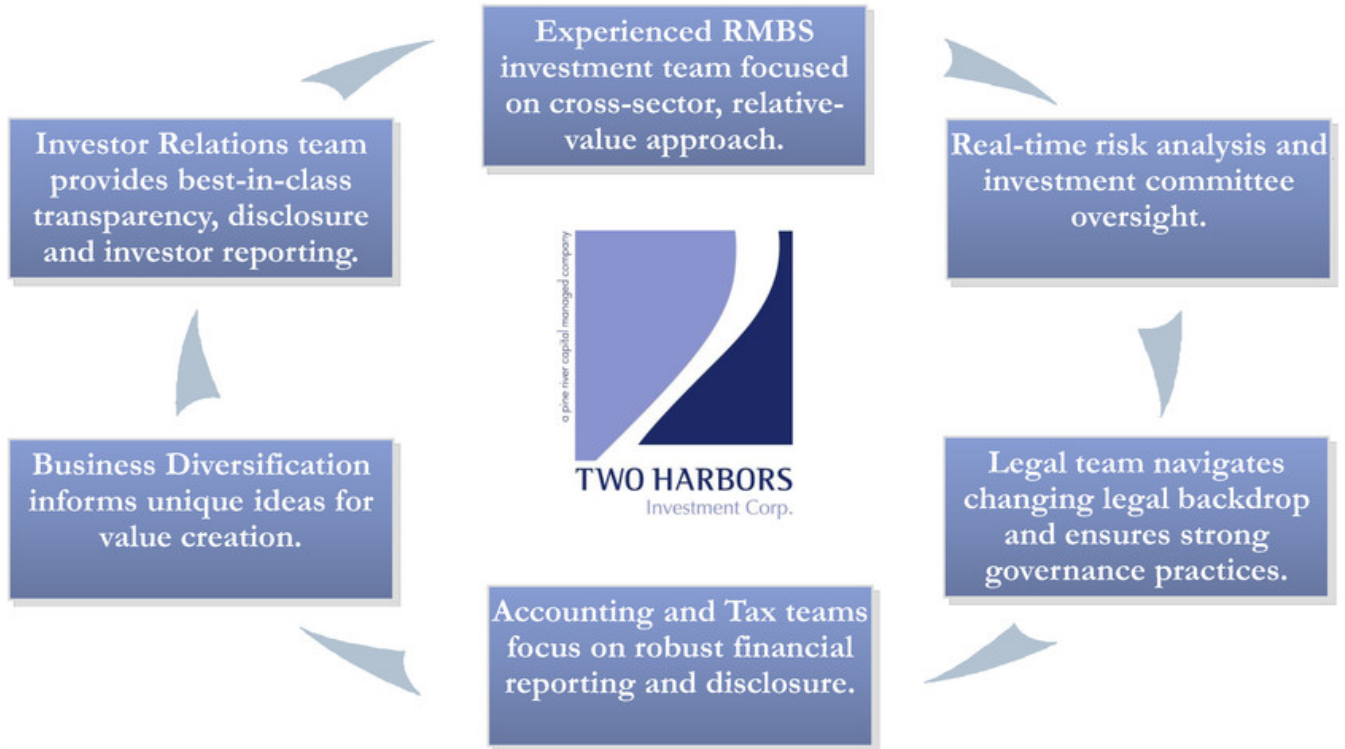 Experienced RMBS
investment team focused
on cross-sector, relative-
value approach.
Real-time risk analysis and
investment committee
oversight.
Legal team navigates
changing legal backdrop
and ensures strong
governance practices.
Accounting and Tax teams
focus on robust financial
reporting and disclosure.
Business Diversification
informs unique ideas for
value creation.
Investor Relations team
provides best-in-class
transparency, disclosure
and investor reporting.
a pine river capital managed company
TWO HARBORS
Investment Corp.